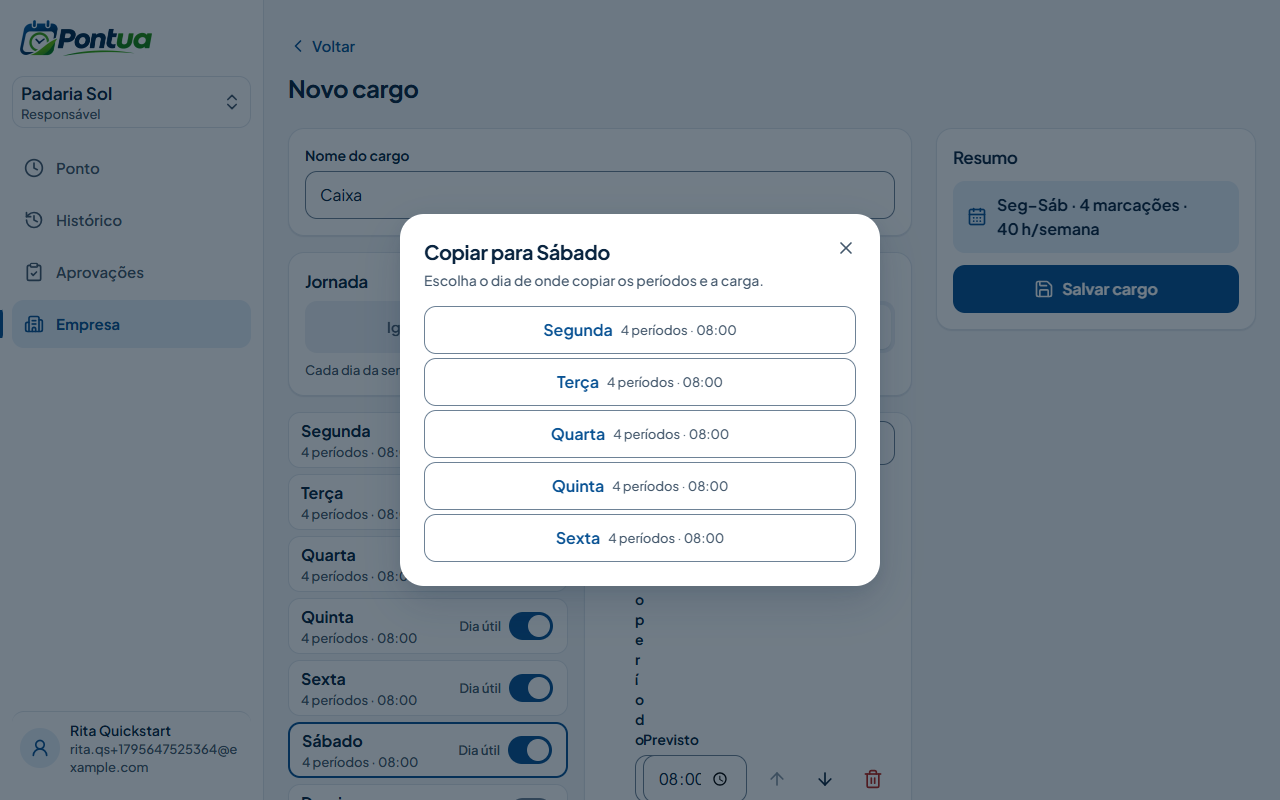 Pontua
Padaria Sol
Responsável
Ponto
Histórico
Aprovações
Empresa
Rita Quickstart
rita.qs+1795647525364@e
xample.com
Voltar
Novo cargo
Nome do cargo
Caixa
Jornada
Ig
Cada dia da ser
Segunda
4 períodos · 08:
Terça
4 períodos · 08:
Quarta
4 períodos · 08:0
Quinta
4 períodos · 08:00
Dia útil
Sexta
4 períodos · 08:00
Dia útil
Sábado
4 períodos · 08:00
Dia útil
Copiar para Sábado
Escolha o dia de onde copiar os períodos e a carga.
Segunda 4 períodos · 08:00
Terça 4 períodos · 08:00
Quarta 4 períodos · 08:00
Quinta 4 períodos · 08:00
Sexta 4 períodos · 08:00
o
p
e
r
í
o
d
o
Previsto
08:00
Resumo
Seg–Sáb · 4 marcações ·
40 h/semana
Salvar cargo